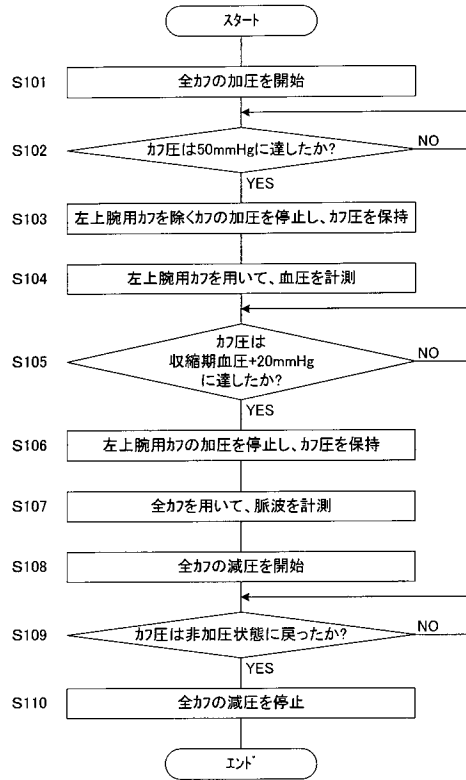 スタート
S101
全ｶﾌの加圧を開始
S102
ｶﾌ圧は50mmHgに達したか?
NO
YES
S103
左上腕用ｶﾌを除くｶﾌの加圧を停止し、ｶﾌ圧を保持
S104
左上腕用ｶﾌを用いて、血圧を計測
S105
ｶﾌ圧は
収縮期血圧+20mmHg
に達したか?
NO
YES
S106
左上腕用ｶﾌの加圧を停止し、ｶﾌ圧を保持
S107
全ｶﾌを用いて、脈波を計測
S108
全ｶﾌの減圧を開始
S109
ｶﾌ圧は非加圧状態に戻ったか?
NO
YES
S110
全ｶﾌの減圧を停止
ｴﾝﾄﾞ